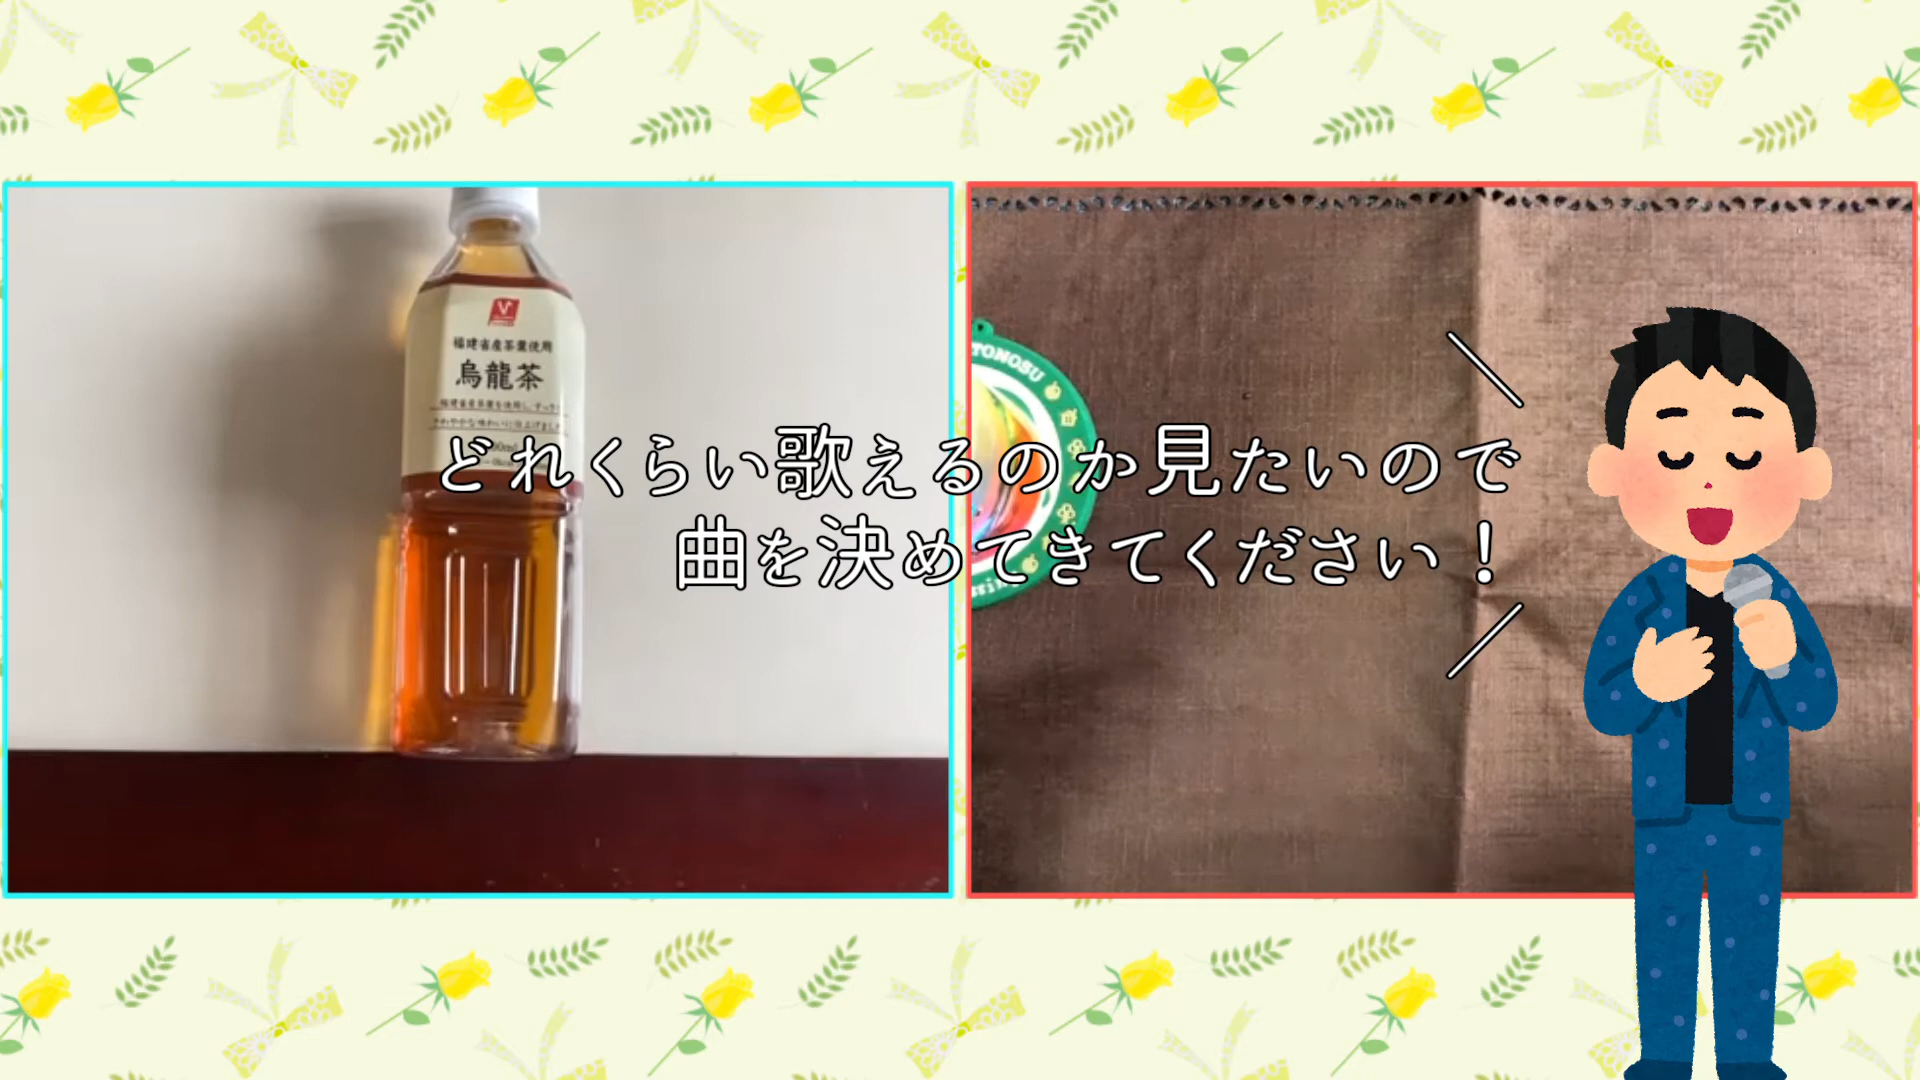 福建省産茶葉使用
烏龍茶
TONOSU
どれくらい歌えるのか見たいので
曲を決めてきてください！